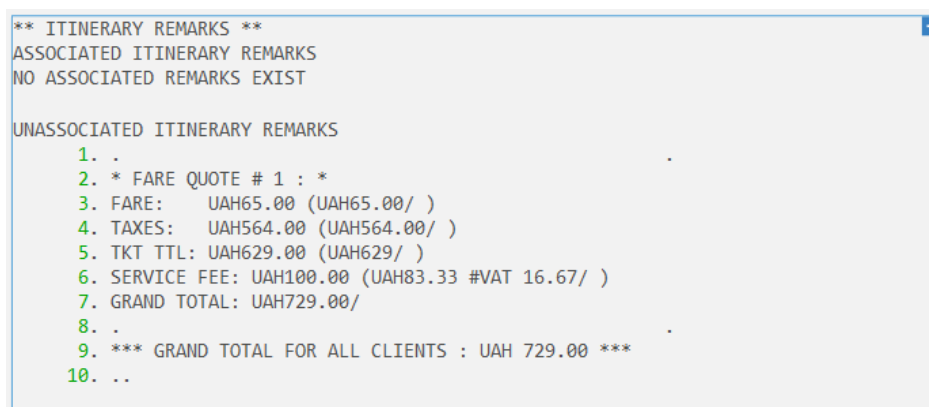 ** ITINERARY REMARKS **
ASSOCIATED ITINERARY REMARKS
NO ASSOCIATED REMARKS EXIST
UNASSOCIATED ITINERARY REMARKS
1. . .
2. * FARE QUOTE # 1 : *
3. FARE: UAH65.00 (UAH65.00/ )
4. TAXES: UAH564.00 (UAH564.00/ )
5. TKT TTL: UAH629.00 (UAH629/ )
6. SERVICE FEE: UAH100.00 (UAH83.33 #VAT 16.67/ )
7. GRAND TOTAL: UAH729.00/
8. . .
9. *** GRAND TOTAL FOR ALL CLIENTS : UAH 729.00 ***
10. ..